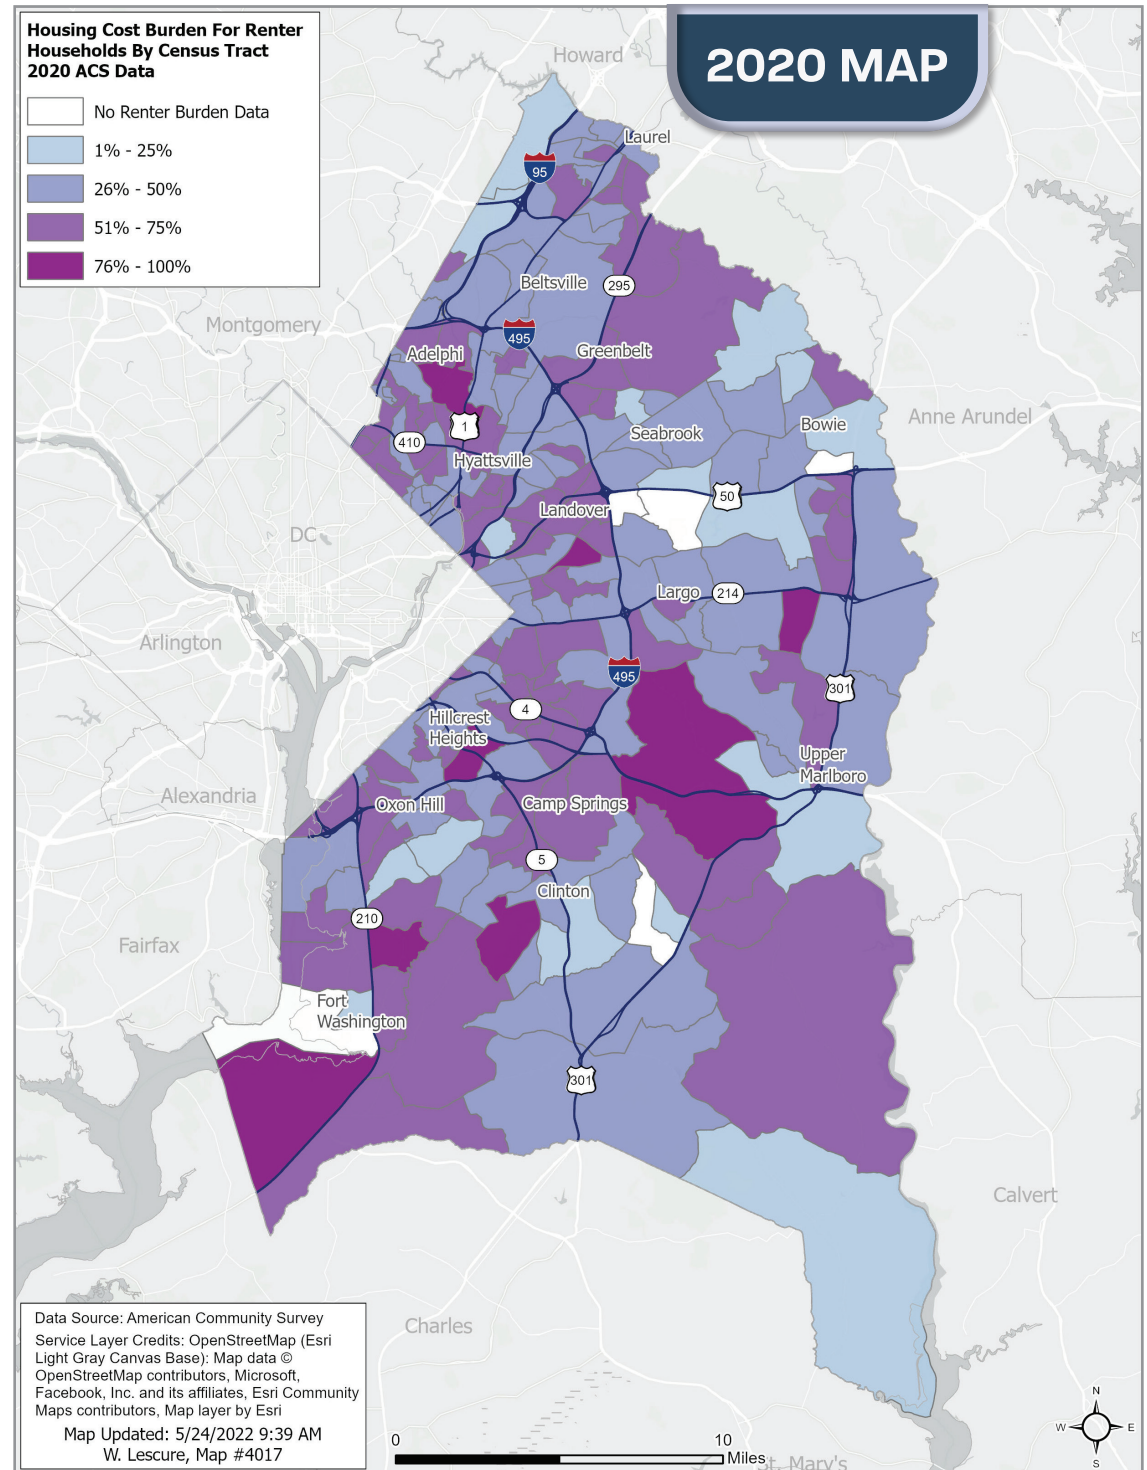 Housing Cost Burden For Renter
Households By Census Tract
2020 ACS Data
No Renter Burden Data
1% - 25%
26% - 50%
51% - 75%
76% - 100%
2020 MAP
Howard
Laurel
95
Beltsville
295
Montgomery
495
Adelphi
Greenbelt
Anne Arundel
1
Bowie
410
Seabrook
Hyattsville
50
Landover
DC
Largo
214
Arlington
495
301
4
Hillcrest
Heights
Upper
Marlboro
Alexandria
Oxon Hill
Camp Springs
5
Clinton
210
Fairfax
Fort
Washington
301
Calvert
Charles
St. Mary's
Data Source: American Community Survey
Service Layer Credits: OpenStreetMap (Esri
Light Gray Canvas Base): Map data ©
OpenStreetMap contributors, Microsoft,
Facebook, Inc. and its affiliates, Esri Community
Maps contributors, Map layer by Esri
Map Updated: 5/24/2022 9:39 AM
W. Lescure, Map #4017
0 10
Miles
N
W E
S